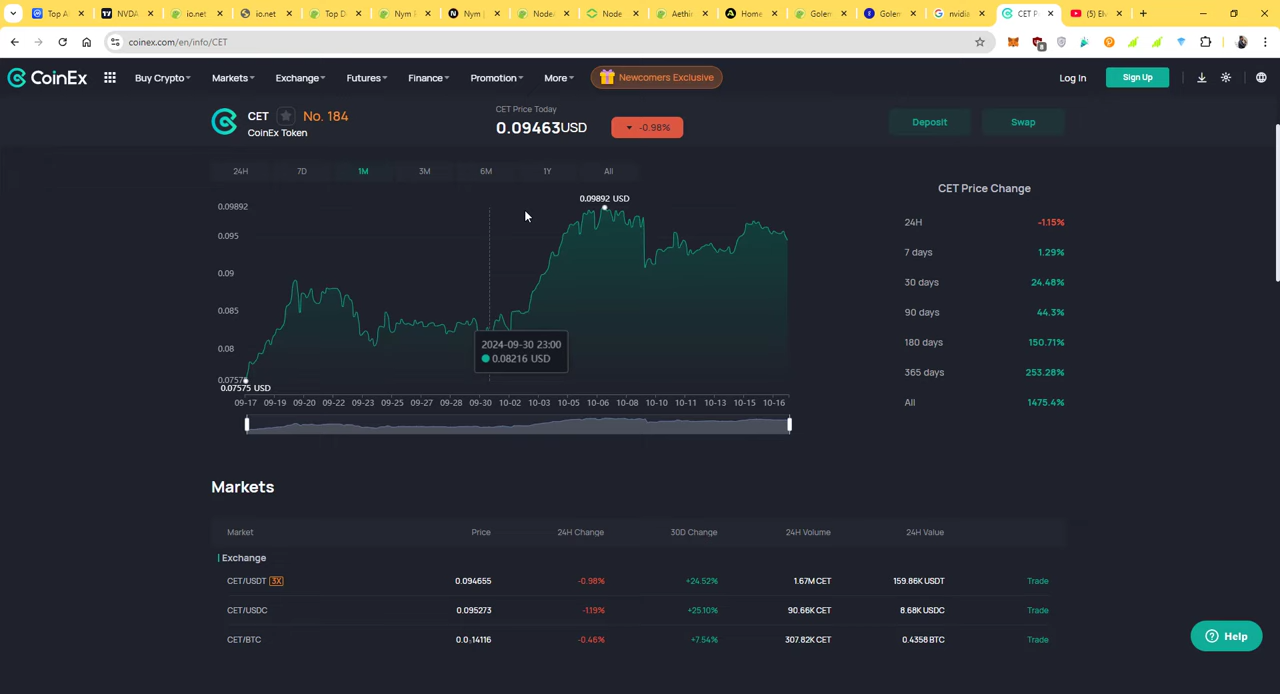 Top A
NVDA
io.net
io.net
Top D
Nym
Nym
Node
Node
Aethir
Home
Golem
Golem
nvidia
CET P
(5) El
coinex.com/en/info/CET
CoinEx
Buy Crypto
Markets
Exchange
Futures
Finance
Promotion
More
Newcomers Exclusive
Log In
Sign Up
CET
No. 184
CoinEx Token
CET Price Today
0.09463USD
-0.98%
Deposit
Swap
24H
7D
1M
3M
6M
1Y
All
0.09892
0.095
0.09
0.085
0.08
0.0757
0.09892 USD
0.07575 USD
2024-09-30 23:00
0.08216 USD
09-17 09-19 09-20 09-22 09-23 09-25 09-27 09-28 09-30 10-02 10-03 10-05 10-06 10-08 10-10 10-11 10-13 10-15 10-16
CET Price Change
24H -1.15%
7 days 1.29%
30 days 24.48%
90 days 44.3%
180 days 150.71%
365 days 253.28%
All 1475.4%
Markets
Market Price 24H Change 30D Change 24H Volume 24H Value
Exchange
CET/USDT 3X 0.094655 -0.98% +24.52% 1.67M CET 159.86K USDT Trade
CET/USDC 0.095273 -1.19% +25.10% 90.66K CET 8.68K USDC Trade
CET/BTC 0.0₅14116 -0.46% +7.54% 307.82K CET 0.4358 BTC Trade
Help